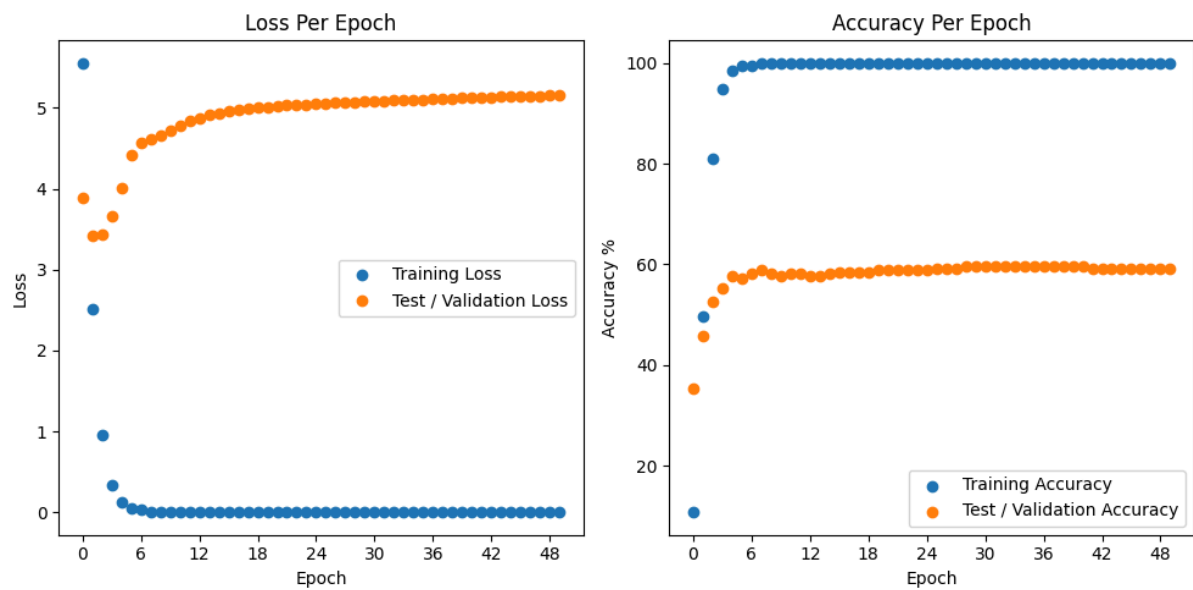 Loss Per Epoch
Loss
5
4
3
2
1
0
Training Loss
Test / Validation Loss
0 6 12 18 24 30 36 42 48
Epoch
Accuracy Per Epoch
Accuracy %
100
80
60
40
20
Training Accuracy
Test / Validation Accuracy
0 6 12 18 24 30 36 42 48
Epoch